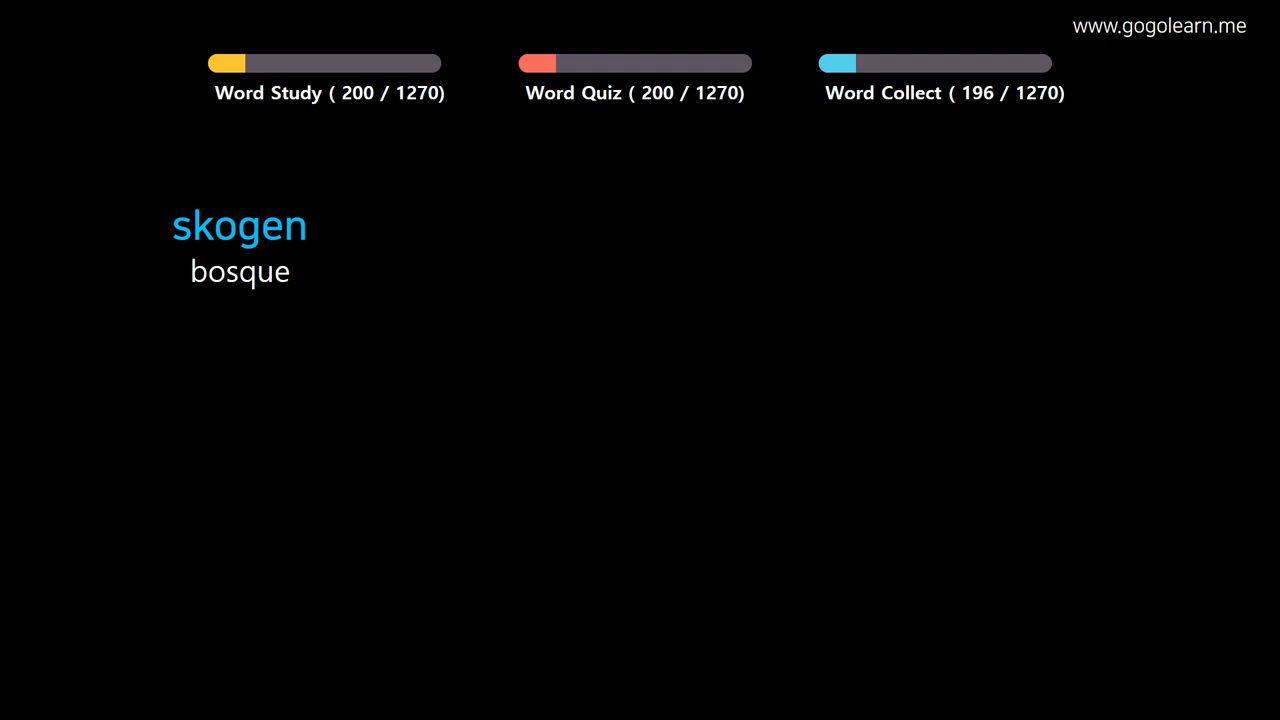 www.gogolearn.me
Word Study ( 200 / 1270)
Word Quiz ( 200 / 1270)
Word Collect ( 196 / 1270)
skogen
bosque